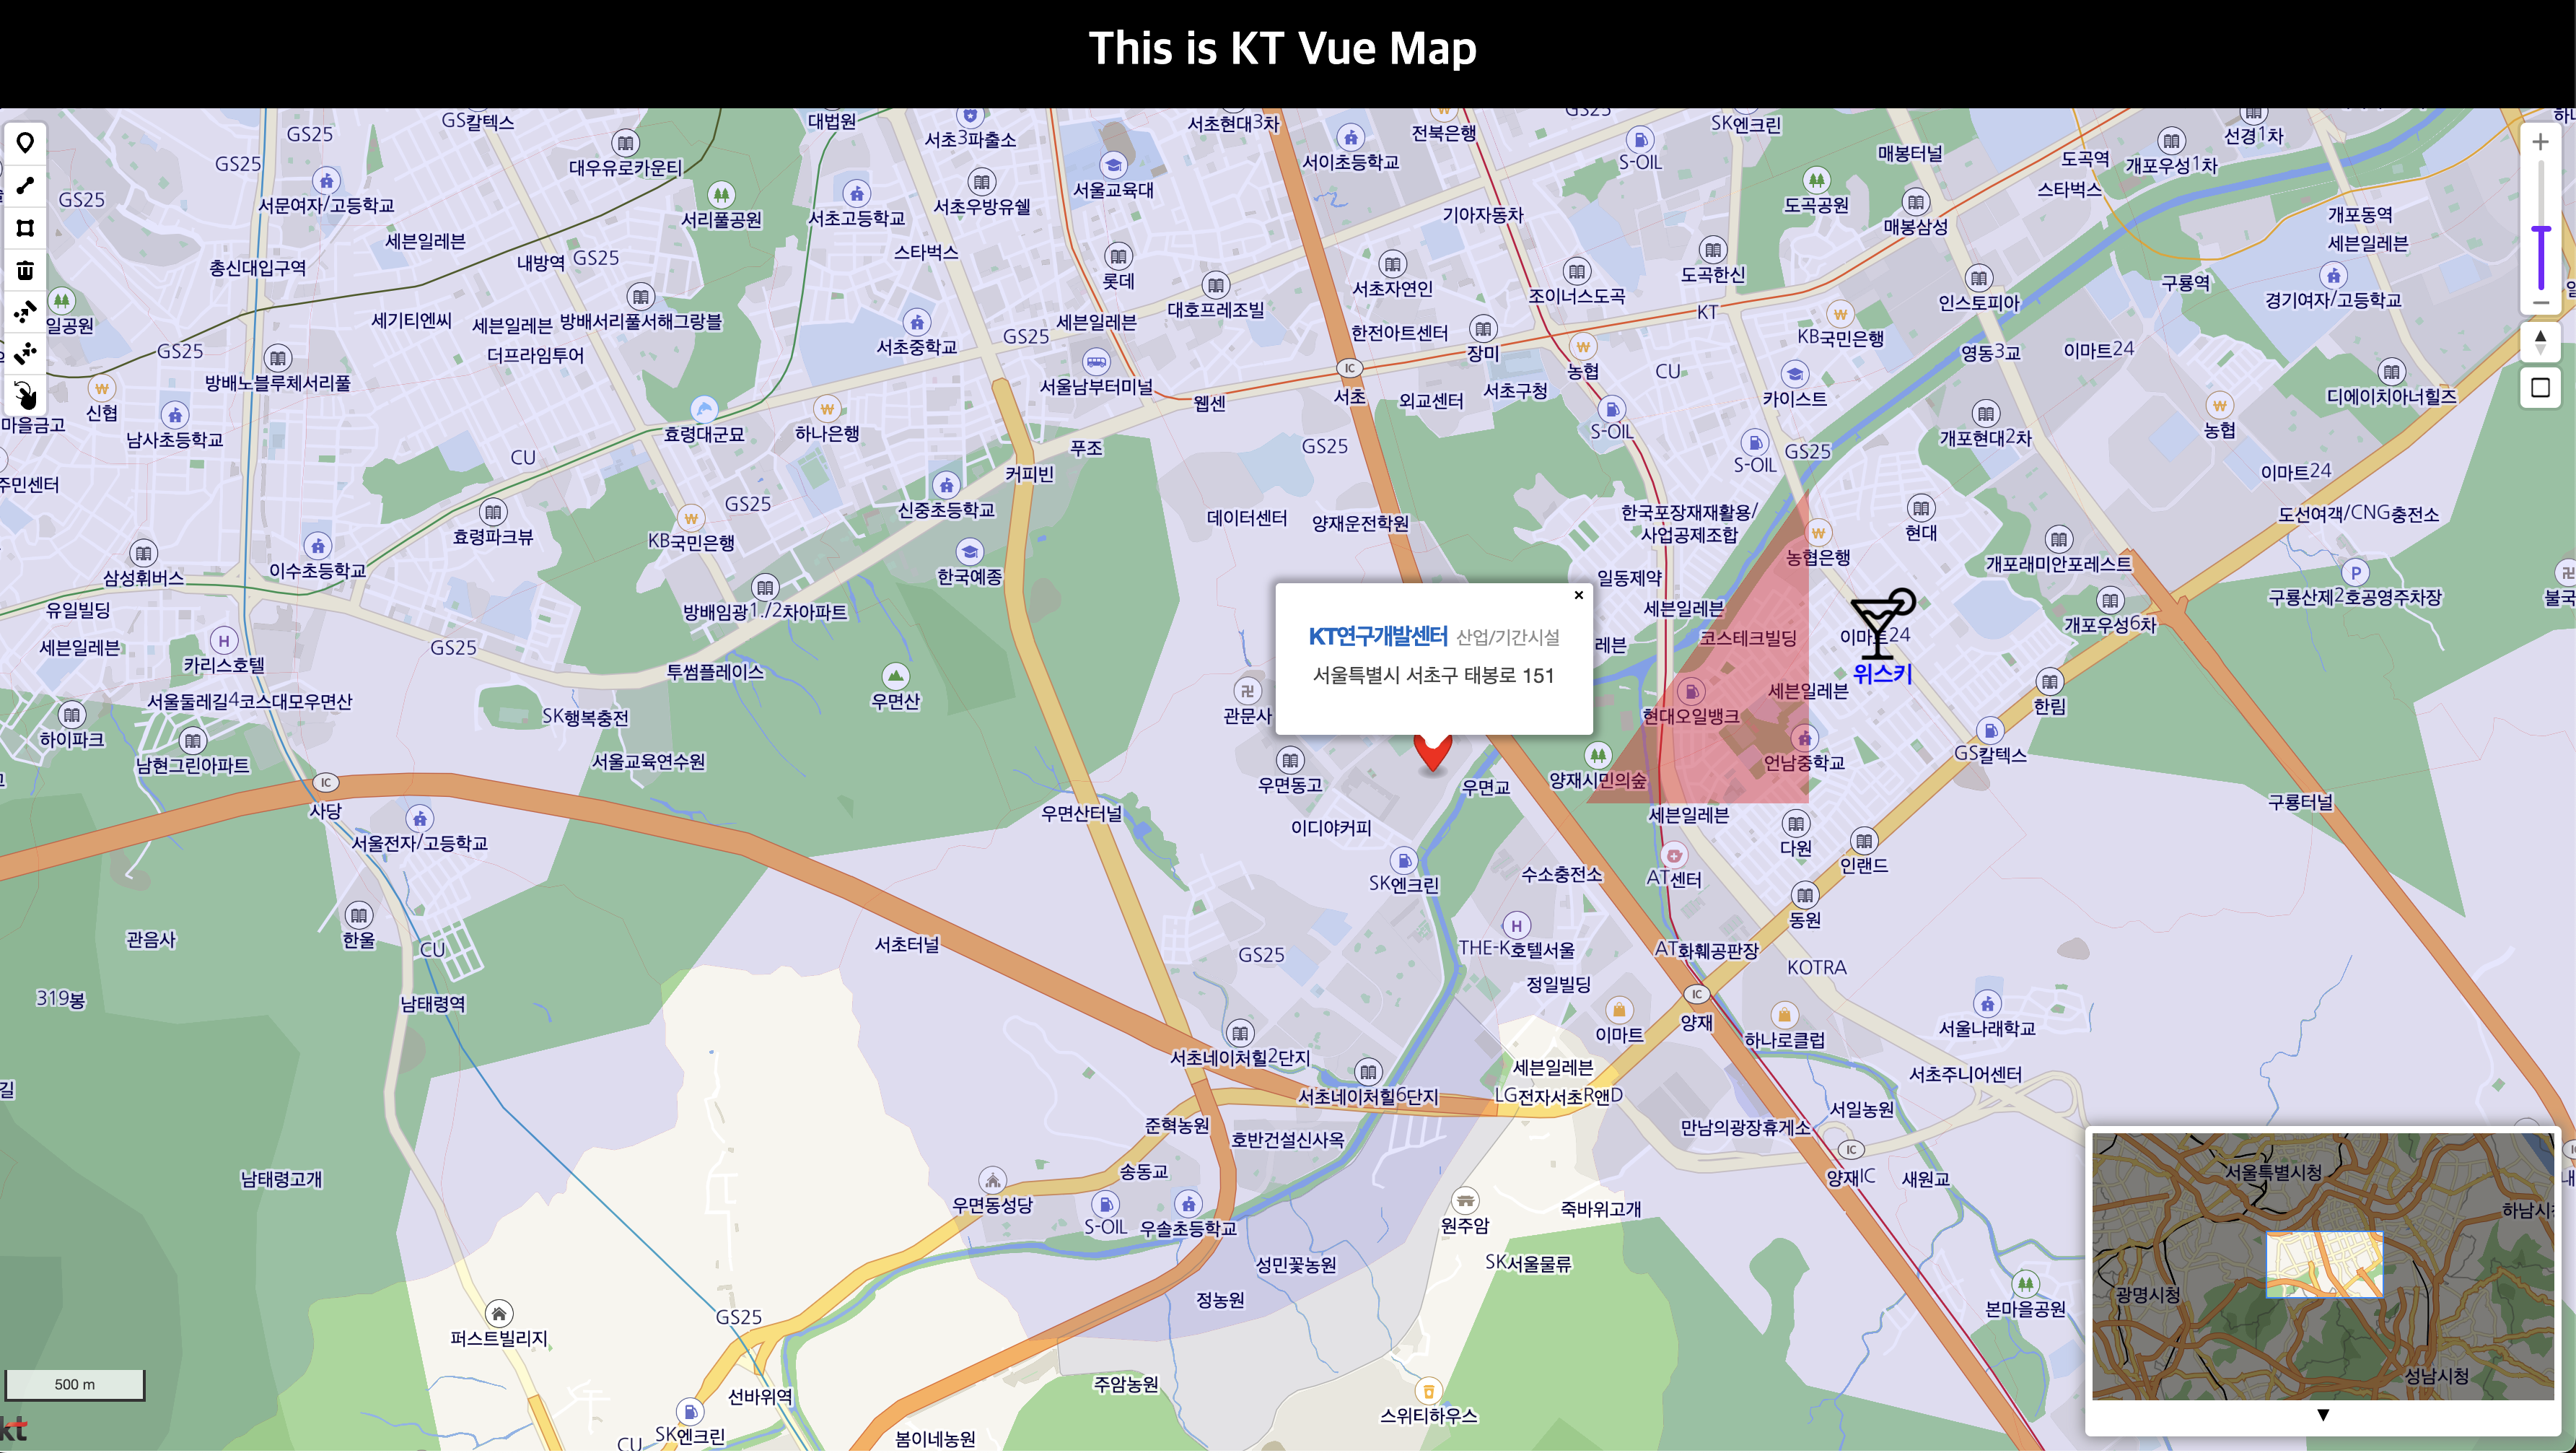 This is KT Vue Map
GS25
GS칼텍스
대법원
서초3파출소
서초현대3차
전북은행
GS25
SK엔크린
선경1차
GS25
대우유로카운티
서울교육대
서이초등학교
S-OIL
매봉터널
도곡역
개포우성1차
GS25
서문여자/고등학교
서리풀공원
서초고등학교
서초우방유쉘
기아자동차
도곡공원
매봉삼성
스타벅스
개포동역
세븐일레븐
세븐일레븐
총신대입구역
내방역
GS25
스타벅스
롯데
서초자연인
조이너스도곡
도곡한신
인스토피아
구룡역
경기여자/고등학교
일공원
세기티엔씨
세븐일레븐
방배서리풀서해그랑블
대호프레조빌
세븐일레븐
한전아트센터
KT
KB국민은행
GS25
더프라임투어
서초중학교
GS25
장미
농협
CU
영동3교
이마트24
방배노블루체서리풀
서울남부터미널
IC
서초
웹센
외교센터
서초구청
카이스트
디에이치아너힐즈
신협
마을금고
남사초등학교
효령대군묘
하나은행
푸조
GS25
S-OIL
S-OIL
GS25
개포현대2차
농협
CU
주민센터
커피빈
이마트24
효령파크뷰
GS25
KB국민은행
신중초등학교
데이터센터
양재운전학원
한국포장재재활용/
사업공제조합
농협은행
현대
도선여객/CNG충전소
삼성휘버스
이수초등학교
한국예종
일동제약
개포래미안포레스트
P
구룡산제2호공영주차장
불국
유일빌딩
방배임광1./2차아파트
세븐일레븐
개포우성6차
세븐일레븐
H
카리스호텔
GS25
KT연구개발센터 산업/기간시설
서울특별시 서초구 태봉로 151
레븐
코스테크빌딩
이마트24
위스키
투썸플레이스
우면산
서울둘레길4코스대모우면산
SK행복충전
관문사
현대오일뱅크
세븐일레븐
한림
하이파크
남현그린아파트
서울교육연수원
우면동고
우면교
양재시민의숲
언남중학교
GS칼텍스
IC
사당
서울전자/고등학교
우면산터널
이디야커피
세븐일레븐
다원
인랜드
구룡터널
SK엔크린
수소충전소
AT센터
동원
관음사
한울
CU
서초터널
GS25
H
THE-K호텔서울
AT화훼공판장
KOTRA
319봉
남태령역
정일빌딩
이마트
IC
양재
하나로클럽
서울나래학교
길
서초네이처힐2단지
세븐일레븐
서초네이처힐6단지
LG전자서초R앤D
서초주니어센터
서일농원
준혁농원
호반건설신사옥
만남의광장휴게소
IC
양재IC
새원교
남태령고개
송동교
우면동성당
S-OIL
우솔초등학교
원주암
죽바위고개
성민꽃농원
SK서울물류
정농원
본마을공원
서울특별시청
하남시
광명시청
성남시청
GS25
퍼스트빌리지
500 m
선바위역
주암농원
스위티하우스
kt
CU
SK엔크린
봄이네농원